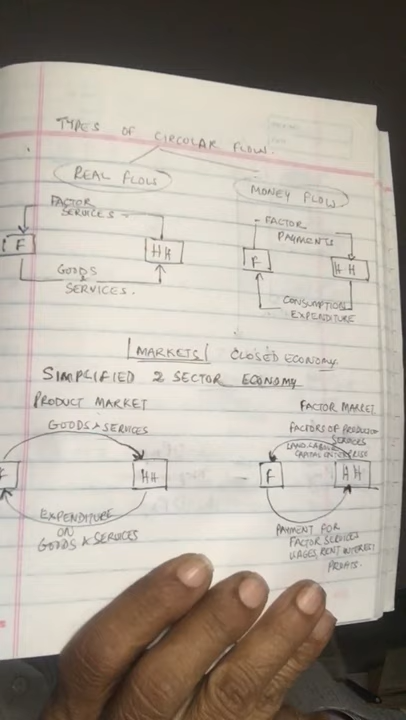 TYPES OF CIRCULAR FLOW.
REAL FLOW
MONEY FLOW
FACTOR
SERVICES
F
HH
GOODS
&
SERVICES.
FACTOR
PAYMENTS
F
HH
CONSUMPTION
EXPENDITURE
MARKETS CLOSED ECONOMY
SIMPLIFIED 2 SECTOR ECONOMY
PRODUCT MARKET
GOODS & SERVICES
F
HH
EXPENDITURE
ON
GOODS & SERVICES
FACTOR MARKET
FACTORS OF PRODUCTION
SERVICES
LAND LABOUR
CAPITAL ENTERPRISE
F
HH
PAYMENT FOR
FACTOR SERVICES
WAGES, RENT INTEREST
PROFITS.